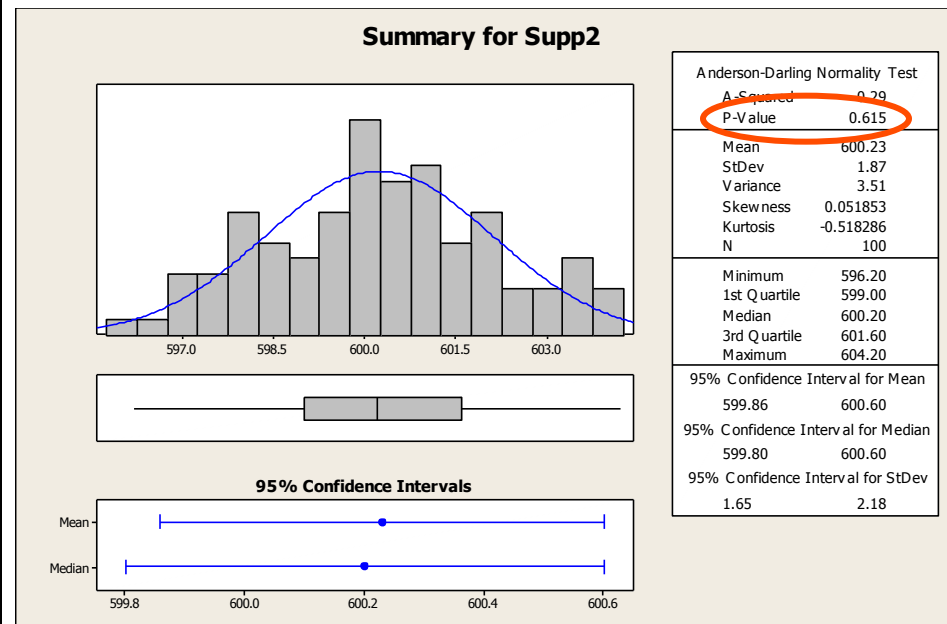 Summary for Supp2
597.0 598.5 600.0 601.5 603.0
95% Confidence Intervals
Mean
Median
599.8 600.0 600.2 600.4 600.6
Anderson-Darling Normality Test
A-Squared 0.29
P-Value 0.615
Mean 600.23
StDev 1.87
Variance 3.51
Skewness 0.051853
Kurtosis -0.518286
N 100
Minimum 596.20
1st Quartile 599.00
Median 600.20
3rd Quartile 601.60
Maximum 604.20
95% Confidence Interval for Mean
599.86 600.60
95% Confidence Interval for Median
599.80 600.60
95% Confidence Interval for StDev
1.65 2.18